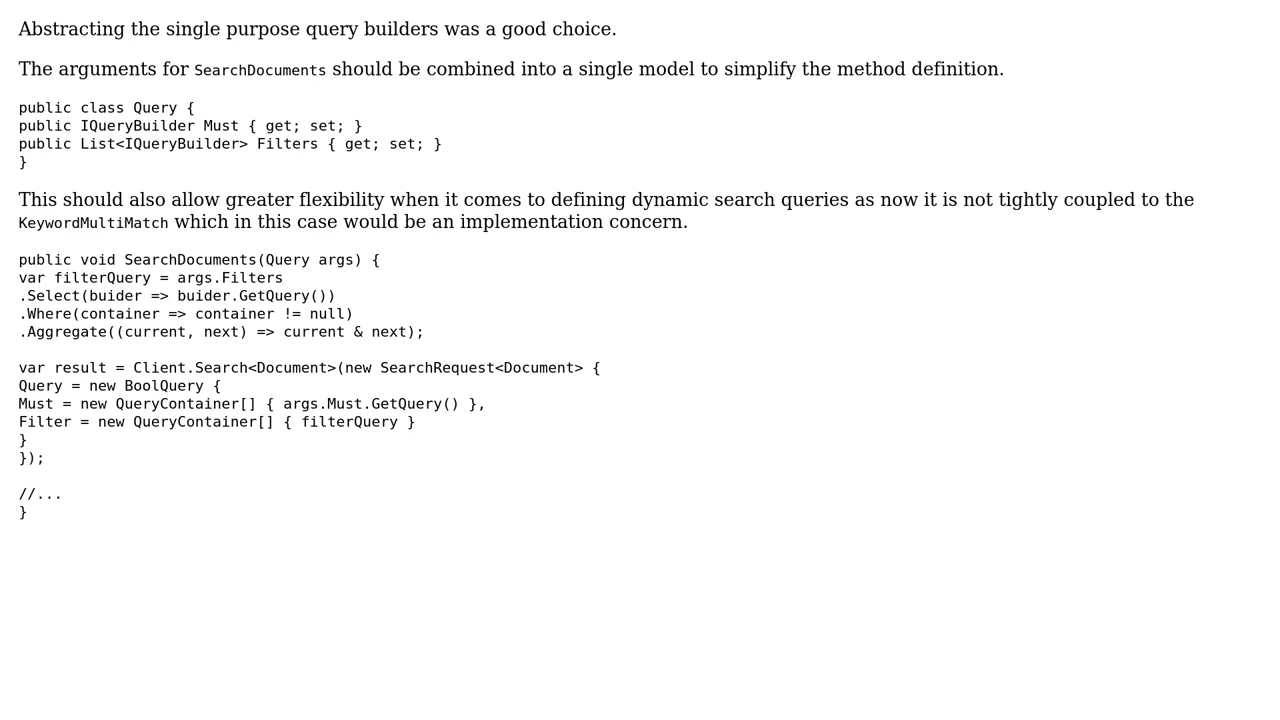 Abstracting the single purpose query builders was a good choice.
The arguments for SearchDocuments should be combined into a single model to simplify the method definition.
public class Query {
public IQueryBuilder Must { get; set; }
public List<IQueryBuilder> Filters { get; set; }
}
This should also allow greater flexibility when it comes to defining dynamic search queries as now it is not tightly coupled to the
KeywordMultiMatch which in this case would be an implementation concern.
public void SearchDocuments(Query args) {
var filterQuery = args.Filters
.Select(buider => buider.GetQuery())
.Where(container => container != null)
.Aggregate((current, next) => current & next);
var result = Client.Search<Document>(new SearchRequest<Document> {
Query = new BoolQuery {
Must = new QueryContainer[] { args.Must.GetQuery() },
Filter = new QueryContainer[] { filterQuery }
}
});
//...
}